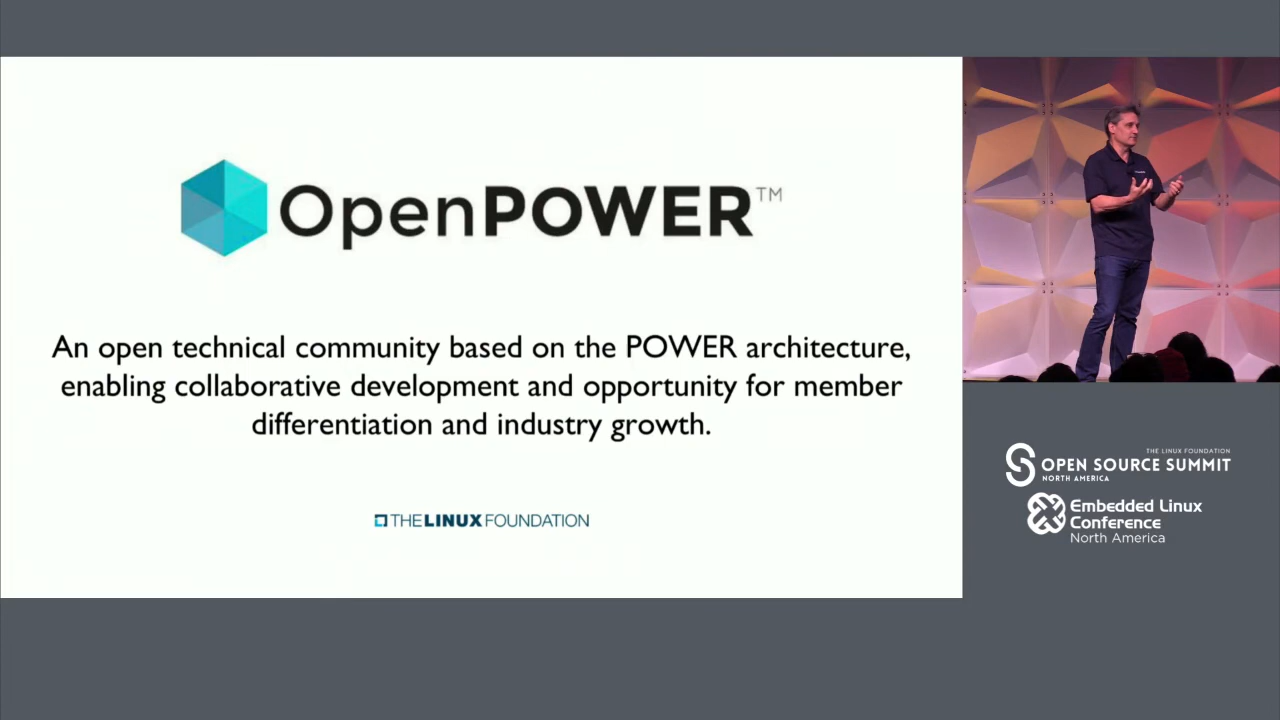 OpenPOWER™
An open technical community based on the POWER architecture,
enabling collaborative development and opportunity for member
differentiation and industry growth.
THE LINUX FOUNDATION
THE LINUX FOUNDATION
OPEN SOURCE SUMMIT
NORTH AMERICA
Embedded Linux
Conference
North America